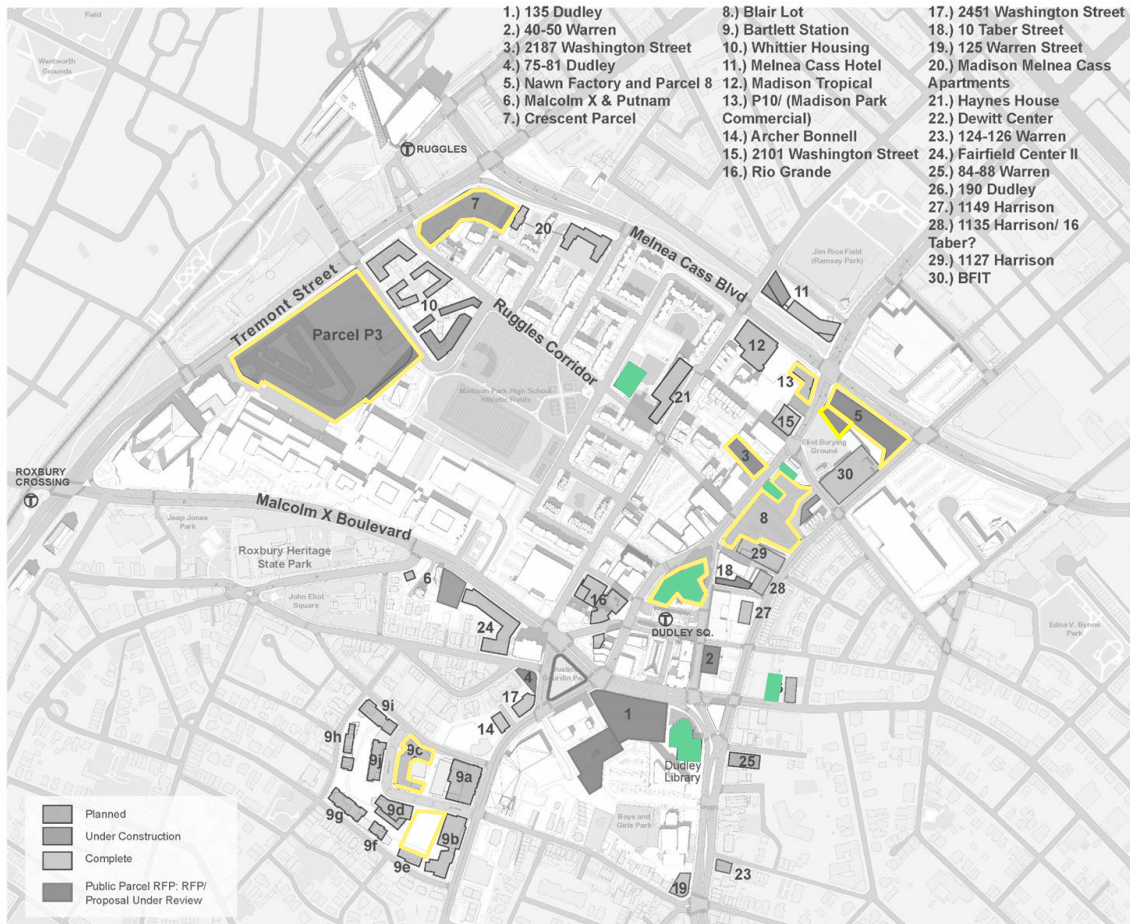 1.) 135 Dudley
2.) 40-50 Warren
3.) 2187 Washington Street
4.) 75-81 Dudley
5.) Nawn Factory and Parcel 8
6.) Malcolm X & Putnam
7.) Crescent Parcel
8.) Blair Lot
9.) Bartlett Station
10.) Whittier Housing
11.) Melnea Cass Hotel
12.) Madison Tropical
13.) P10/ (Madison Park
Commercial)
14.) Archer Bonnell
15.) 2101 Washington Street
16.) Rio Grande
17.) 2451 Washington Street
18.) 10 Taber Street
19.) 125 Warren Street
20.) Madison Melnea Cass
Apartments
21.) Haynes House
22.) Dewitt Center
23.) 124-126 Warren
24.) Fairfield Center II
25.) 84-88 Warren
26.) 190 Dudley
27.) 1149 Harrison
28.) 1135 Harrison/ 16
Taber?
29.) 1127 Harrison
30.) BFIT
Wentworth
Grounds
T RUGGLES
7
20
Melnea Cass Blvd
Jim Rice Field
(Ramsay Park)
11
Tremont Street
10
Ruggles Corridor
Parcel P3
12
13
Madison Park High School
Athletic Fields
21
15
5
Eliot Burying
Ground
3
30
ROXBURY
CROSSING
T
8
Malcolm X Boulevard
Jeep Jones
Park
Roxbury Heritage
State Park
29
6
18
28
16
John Eliot
Square
27
T
DUDLEY SQ.
24
Edna V. Bynoe
Park
2
4
17
1
14
9i
9h
9j
9c
9a
Dudley
Library
25
9g
9d
9f
9b
9e
Boys and
Girls Park
23
19
Planned
Under Construction
Complete
Public Parcel RFP: RFP/
Proposal Under Review